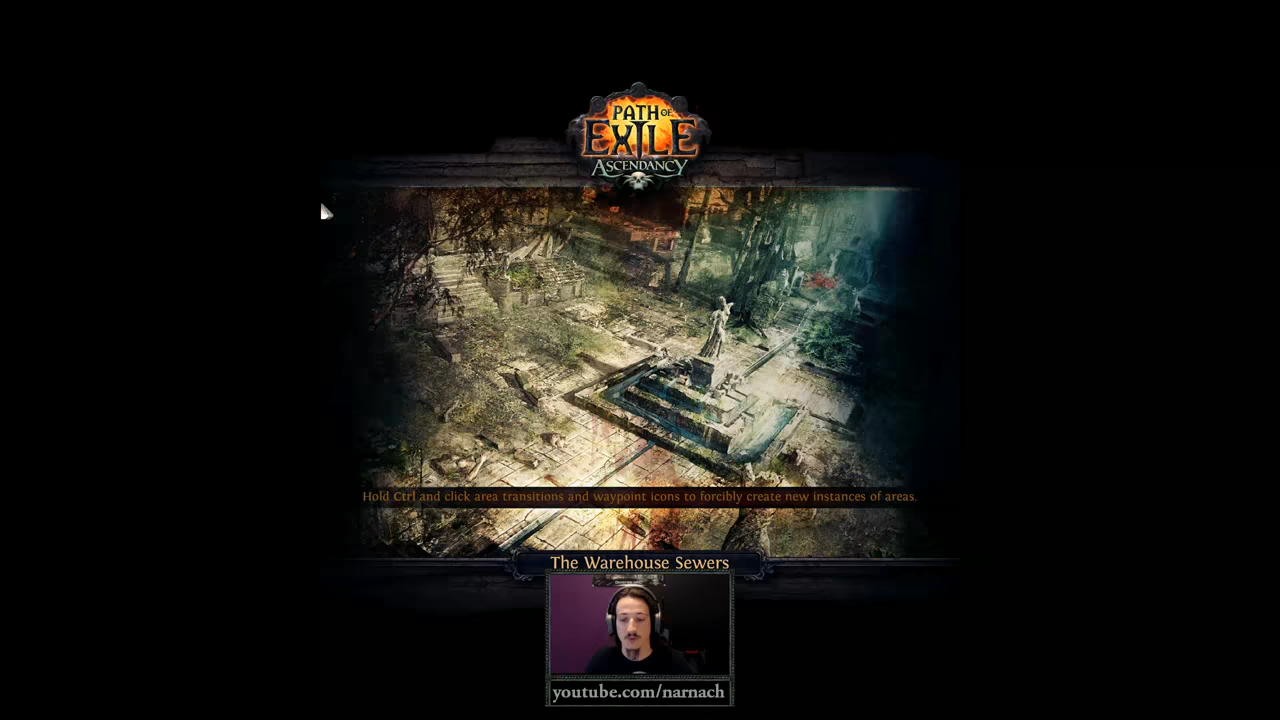 PATH OF
EXILE
ASCENDANCY
Hold Ctrl and click area transitions and waypoint icons to forcibly create new instances of areas.
The Warehouse Sewers
youtube.com/narnach